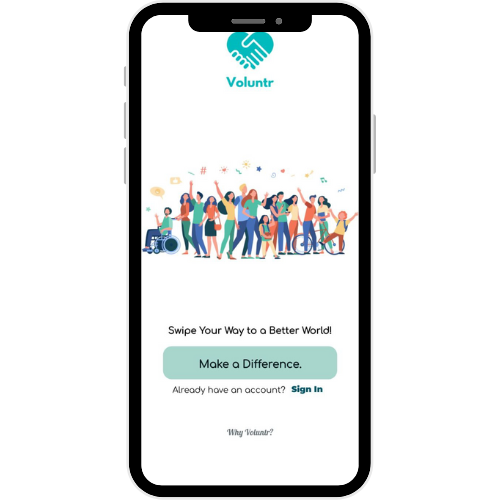 Voluntr
#
Swipe Your Way to a Better World!
Make a Difference.
Already have an account? Sign In
Why Voluntr?